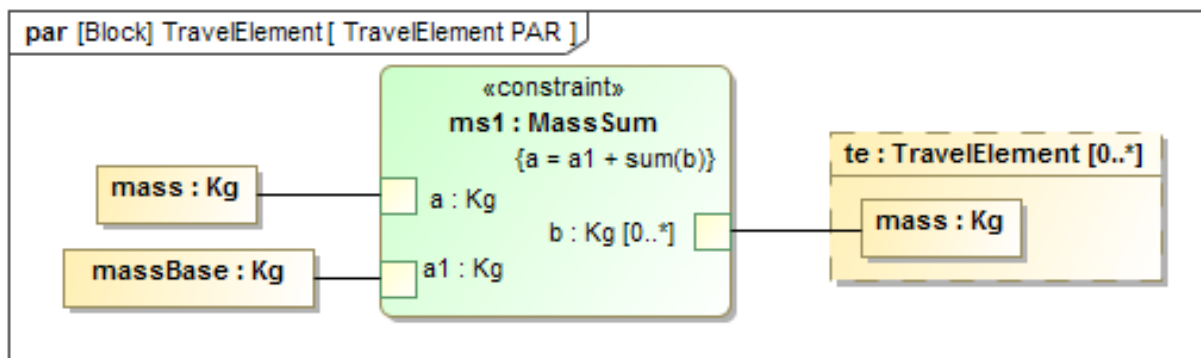 par [Block] TravelElement [ TravelElement PAR ]
«constraint»
ms1 : MassSum
{a = a1 + sum(b)}
te : TravelElement [0..*]
mass : Kg
a : Kg
mass : Kg
b : Kg [0..*]
massBase : Kg
a1 : Kg